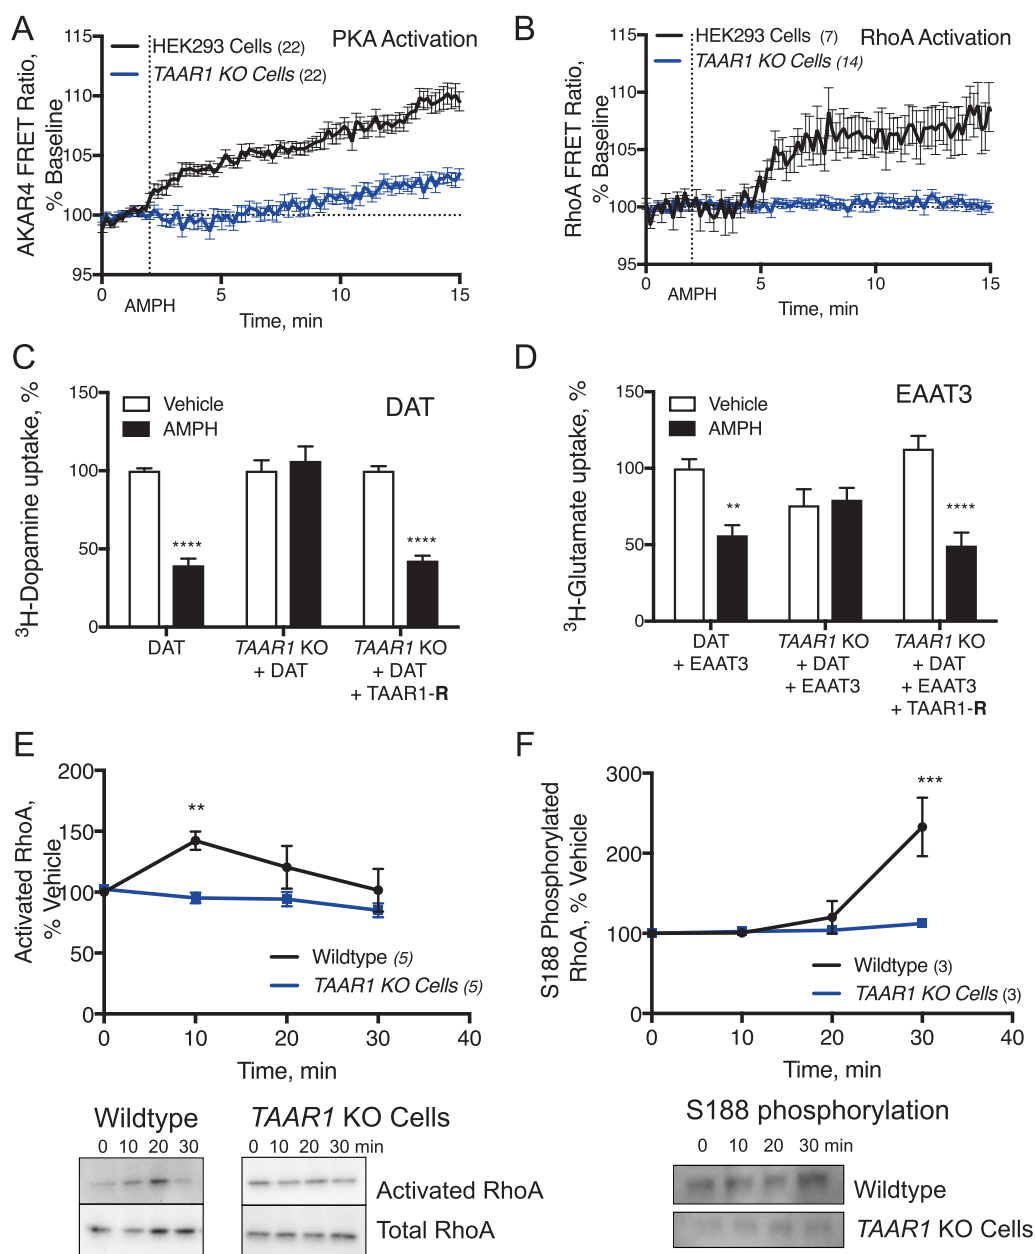 A
115
110
105
100
95
AKAR4 FRET Ratio,
% Baseline
HEK293 Cells (22)
TAAR1 KO Cells (22)
PKA Activation
0
5
10
15
AMPH
Time, min
B
115
110
105
100
95
RhoA FRET Ratio,
% Baseline
HEK293 Cells (7)
TAAR1 KO Cells (14)
RhoA Activation
0
5
10
15
AMPH
Time, min
C
150
100
50
0
³H-Dopamine uptake, %
Vehicle
AMPH
DAT
****
****
DAT
TAAR1 KO
+ DAT
TAAR1 KO
+ DAT
+ TAAR1-R
D
150
100
50
0
³H-Glutamate uptake, %
Vehicle
AMPH
EAAT3
**
****
DAT
+ EAAT3
TAAR1 KO
+ DAT
+ EAAT3
TAAR1 KO
+ DAT
+ EAAT3
+ TAAR1-R
E
200
150
100
50
0
Activated RhoA,
% Vehicle
**
Wildtype (5)
TAAR1 KO Cells (5)
0
10
20
30
40
Time, min
Wildtype
0 10 20 30
TAAR1 KO Cells
0 10 20 30 min
Activated RhoA
Total RhoA
F
300
200
100
0
S188 Phosphorylated
RhoA, % Vehicle
***
Wildtype (3)
TAAR1 KO Cells (3)
0
10
20
30
40
Time, min
S188 phosphorylation
0 10 20 30 min
Wildtype
TAAR1 KO Cells